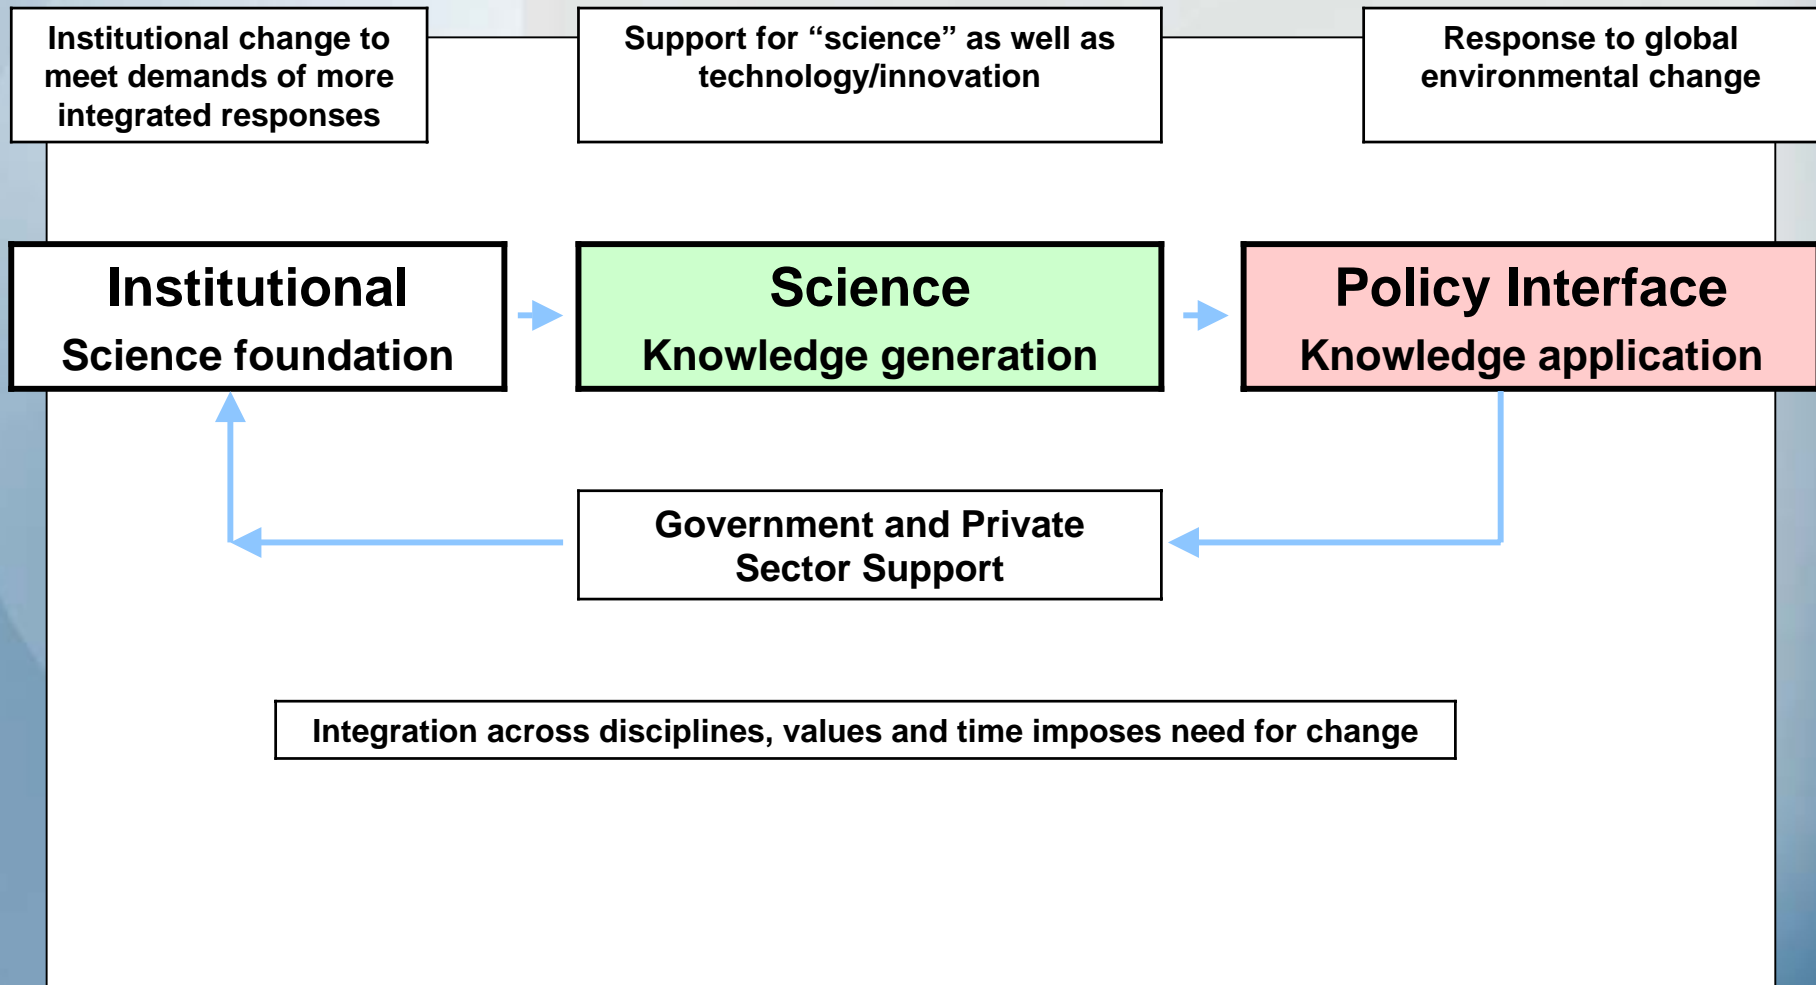 Institutional change to
meet demands of more
integrated responses
Support for “science” as well as
technology/innovation
Response to global
environmental change
Institutional
Science foundation
Science
Knowledge generation
Policy Interface
Knowledge application
Government and Private
Sector Support
Integration across disciplines, values and time imposes need for change